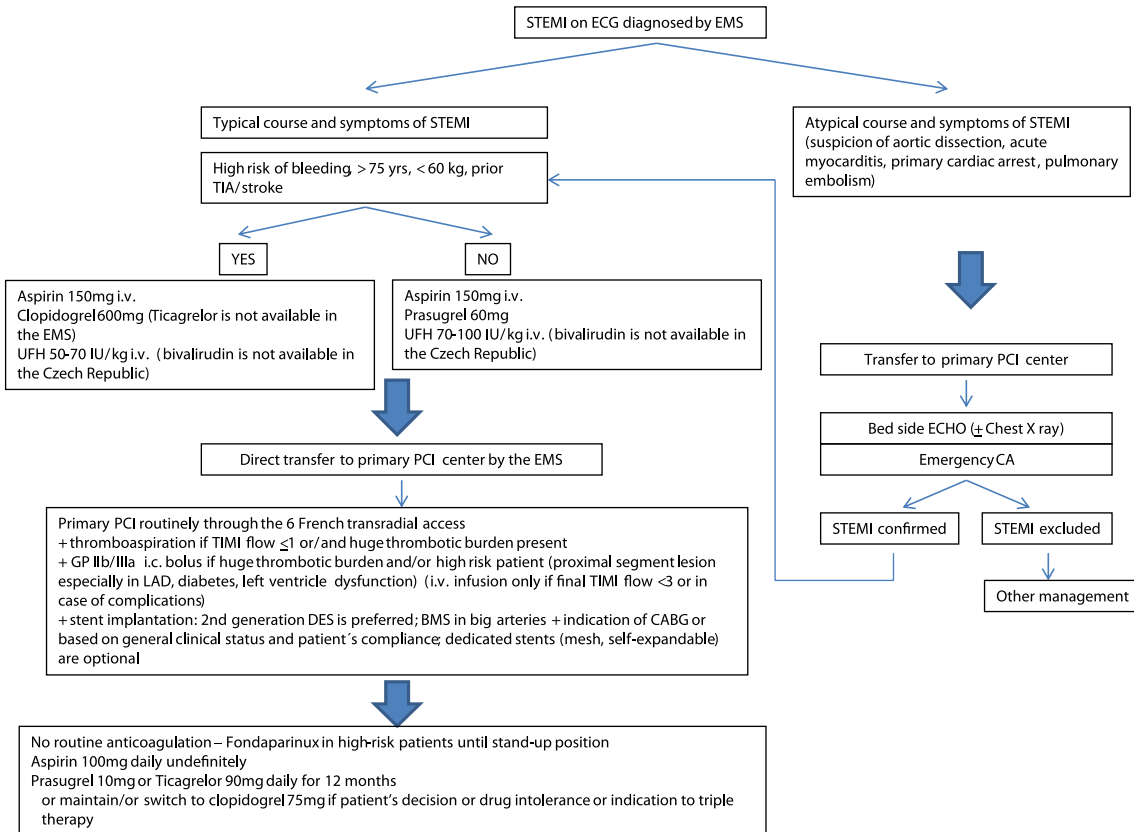 STEMI on ECG diagnosed by EMS
Typical course and symptoms of STEMI
High risk of bleeding, > 75 yrs, < 60 kg, prior
TIA/stroke
YES
NO
Aspirin 150mg i.v.
Clopidogrel 600mg (Ticagrelor is not available in
the EMS)
UFH 50-70 IU/kg i.v. (bivalirudin is not available in
the Czech Republic)
Aspirin 150mg i.v.
Prasugrel 60mg
UFH 70-100 IU/kg i.v. (bivalirudin is not available in
the Czech Republic)
Direct transfer to primary PCI center by the EMS
Primary PCI routinely through the 6 French transradial access
+ thromboaspiration if TIMI flow ≤1 or/and huge thrombotic burden present
+ GP IIb/IIIa i.c. bolus if huge thrombotic burden and/or high risk patient (proximal segment lesion
especially in LAD, diabetes, left ventricle dysfunction) (i.v. infusion only if final TIMI flow <3 or in
case of complications)
+ stent implantation: 2nd generation DES is preferred; BMS in big arteries + indication of CABG or
based on general clinical status and patient´s compliance; dedicated stents (mesh, self-expandable)
are optional
No routine anticoagulation – Fondaparinux in high-risk patients until stand-up position
Aspirin 100mg daily undefinitely
Prasugrel 10mg or Ticagrelor 90mg daily for 12 months
or maintain/or switch to clopidogrel 75mg if patient's decision or drug intolerance or indication to triple
therapy
Atypical course and symptoms of STEMI
(suspicion of aortic dissection, acute
myocarditis, primary cardiac arrest, pulmonary
embolism)
Transfer to primary PCI center
Bed side ECHO (± Chest X ray)
Emergency CA
STEMI confirmed
STEMI excluded
Other management